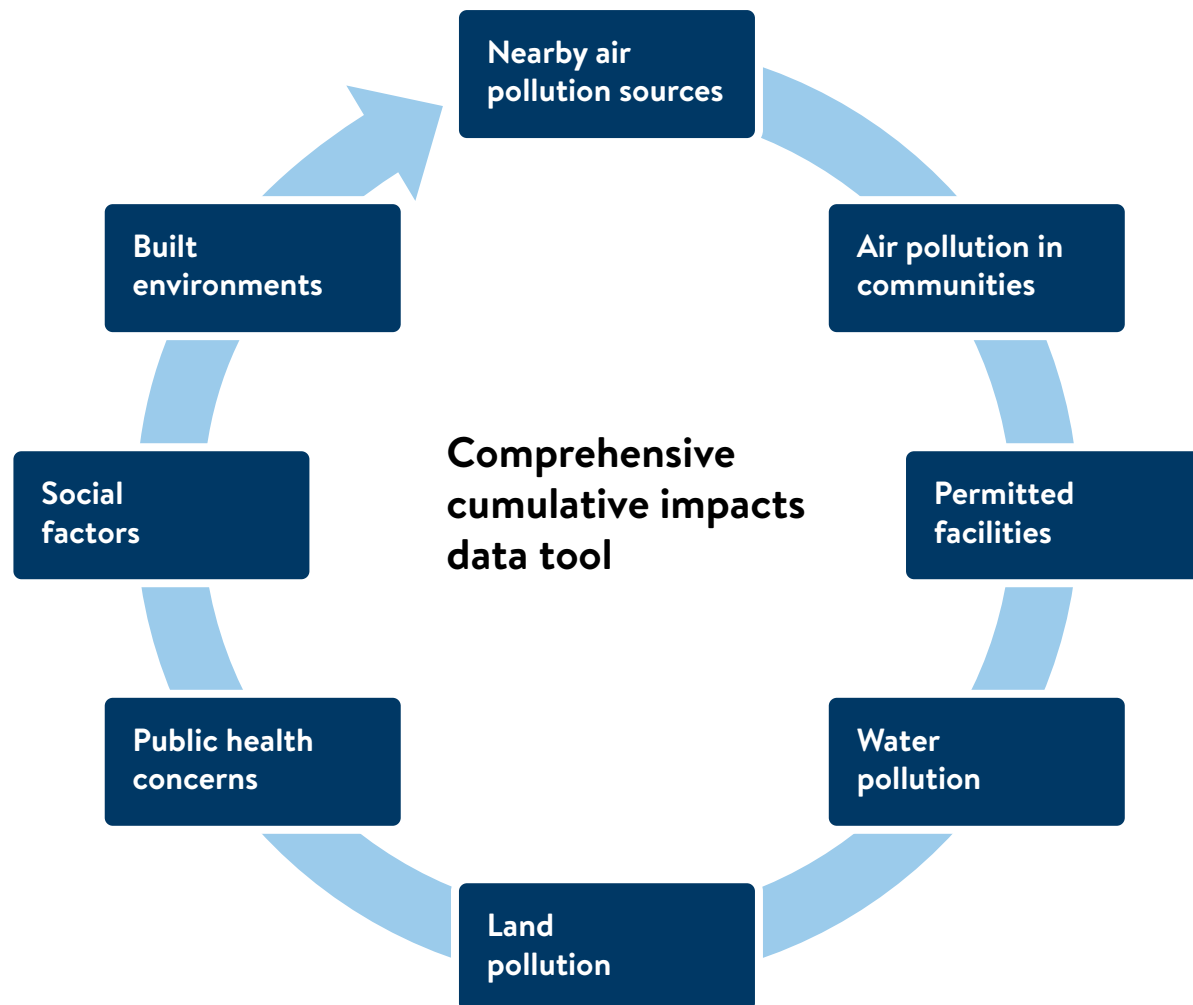 Nearby air
pollution sources
Air pollution in
communities
Permitted
facilities
Water
pollution
Land
pollution
Public health
concerns
Social
factors
Built
environments
Comprehensive
cumulative impacts
data tool